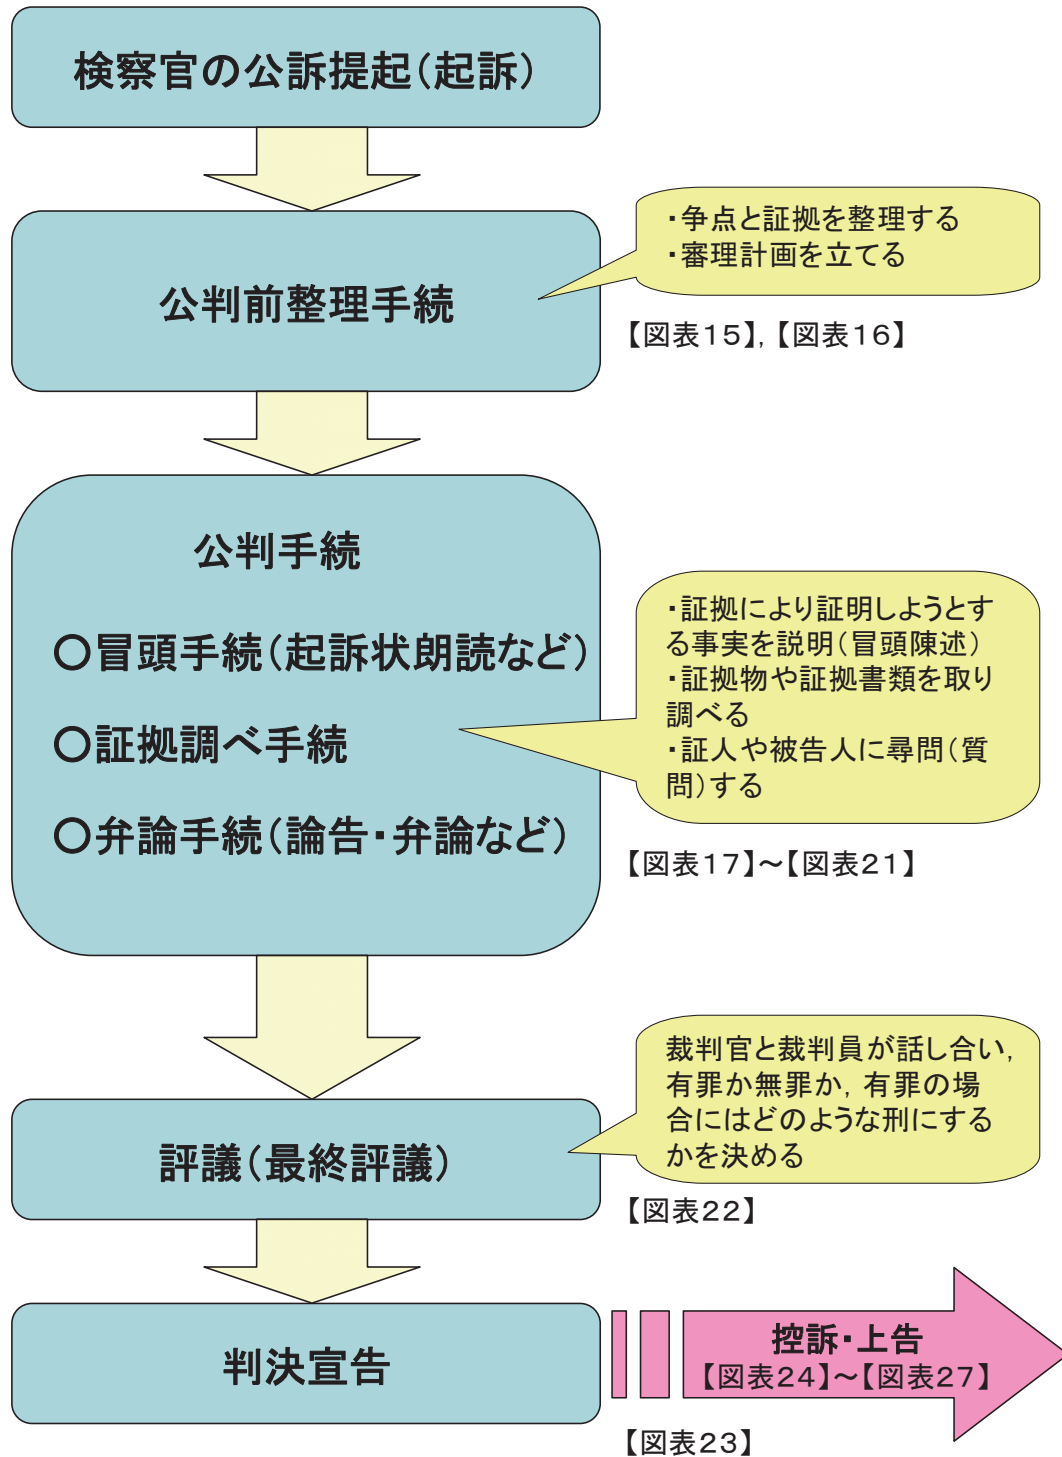 検察官の公訴提起（起訴）
公判前整理手続
・争点と証拠を整理する
・審理計画を立てる
【図表１５】，【図表１６】
公判手続
○冒頭手続（起訴状朗読など）
○証拠調べ手続
○弁論手続（論告・弁論など）
・証拠により証明しようとす
る事実を説明（冒頭陳述）
・証拠物や証拠書類を取り
調べる
・証人や被告人に尋問（質
問）する
【図表１７】～【図表２１】
評議（最終評議）
裁判官と裁判員が話し合い，
有罪か無罪か，有罪の場
合にはどのような刑にする
かを決める
【図表２２】
判決宣告
控訴・上告
【図表２４】～【図表２７】
【図表２３】